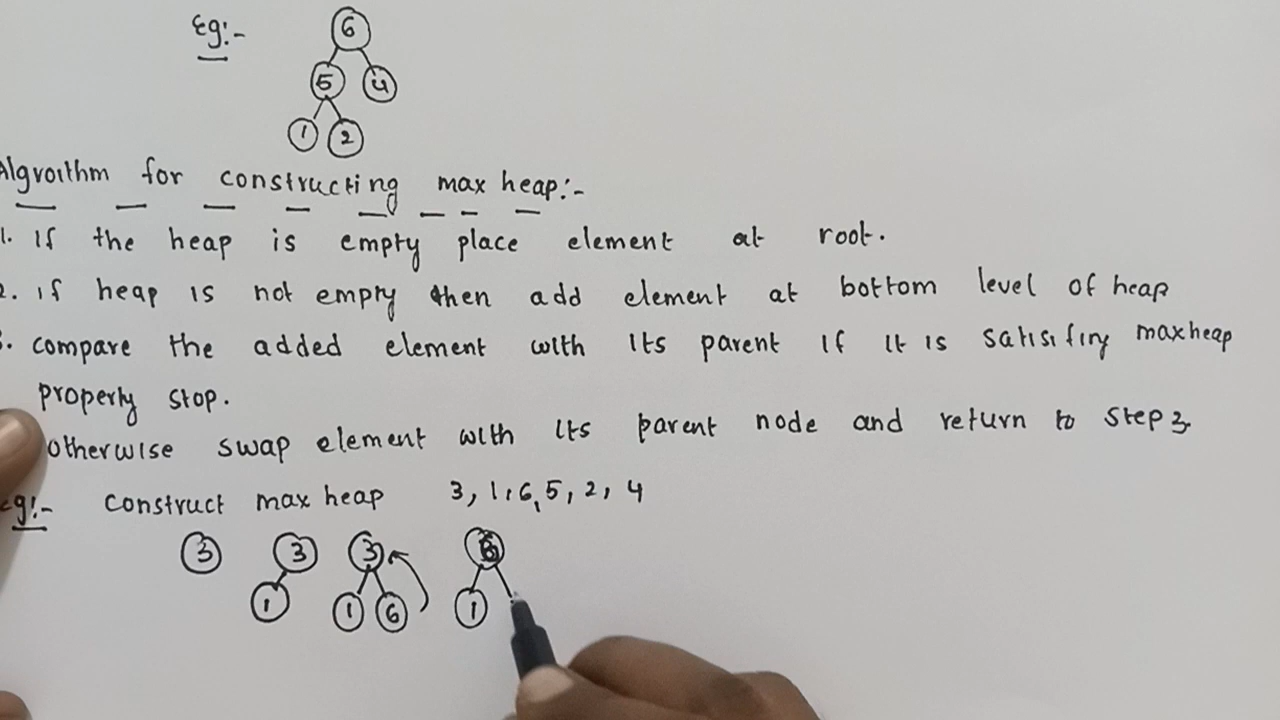 Eg:-
6
5 4
1 2
Algroithm for constructing max heap:-
1. If the heap is empty place element at root.
2. if heap is not empty then add element at bottom level of heap
3. compare the added element with its parent if it is satisifiny maxheap
property stop.
otherwise swap element with its parent node and return to step 3.
eg:- Construct max heap 3, 1, 6, 5, 2, 4
3 3 3
1 1 6 1